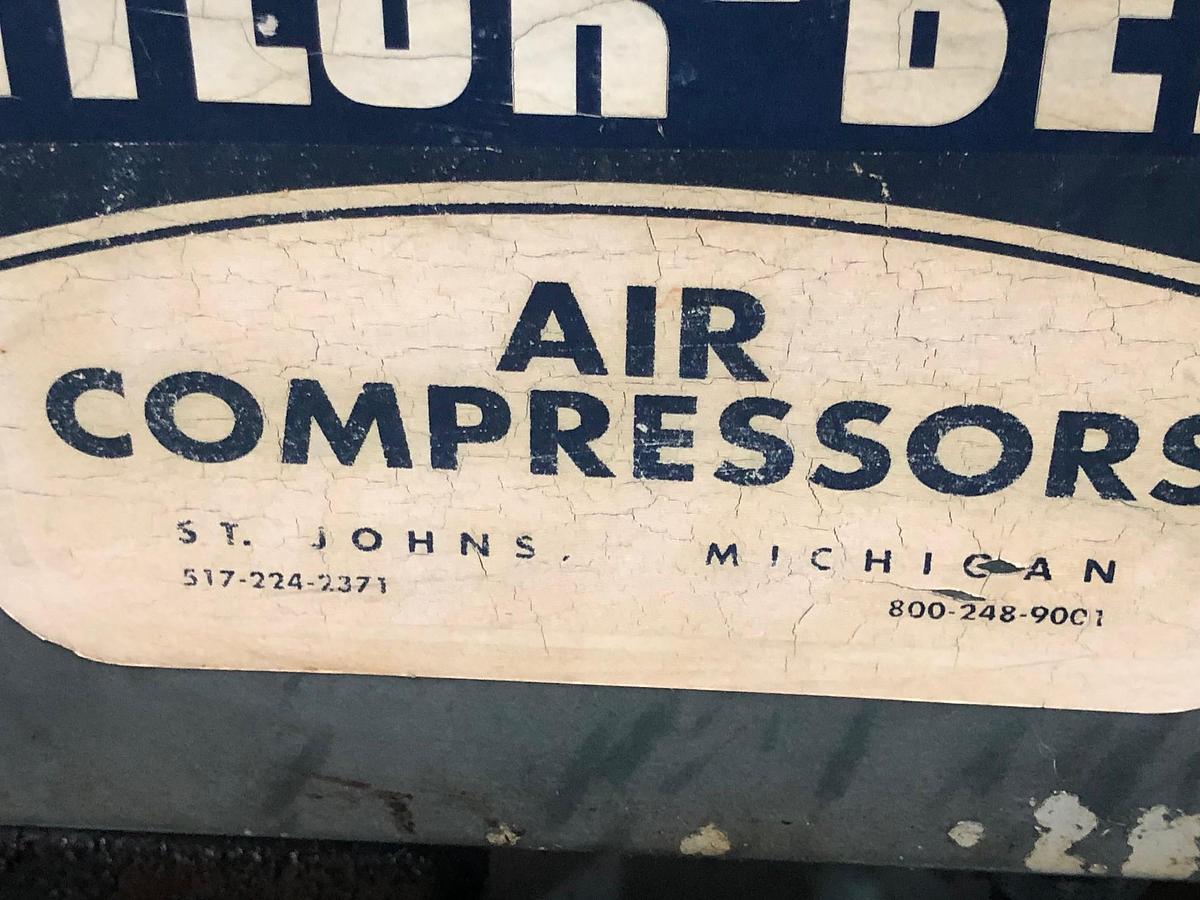 AIR
COMPRESSORS
ST. JOHNS, MICHIGAN
517-224-2371
800-248-9001